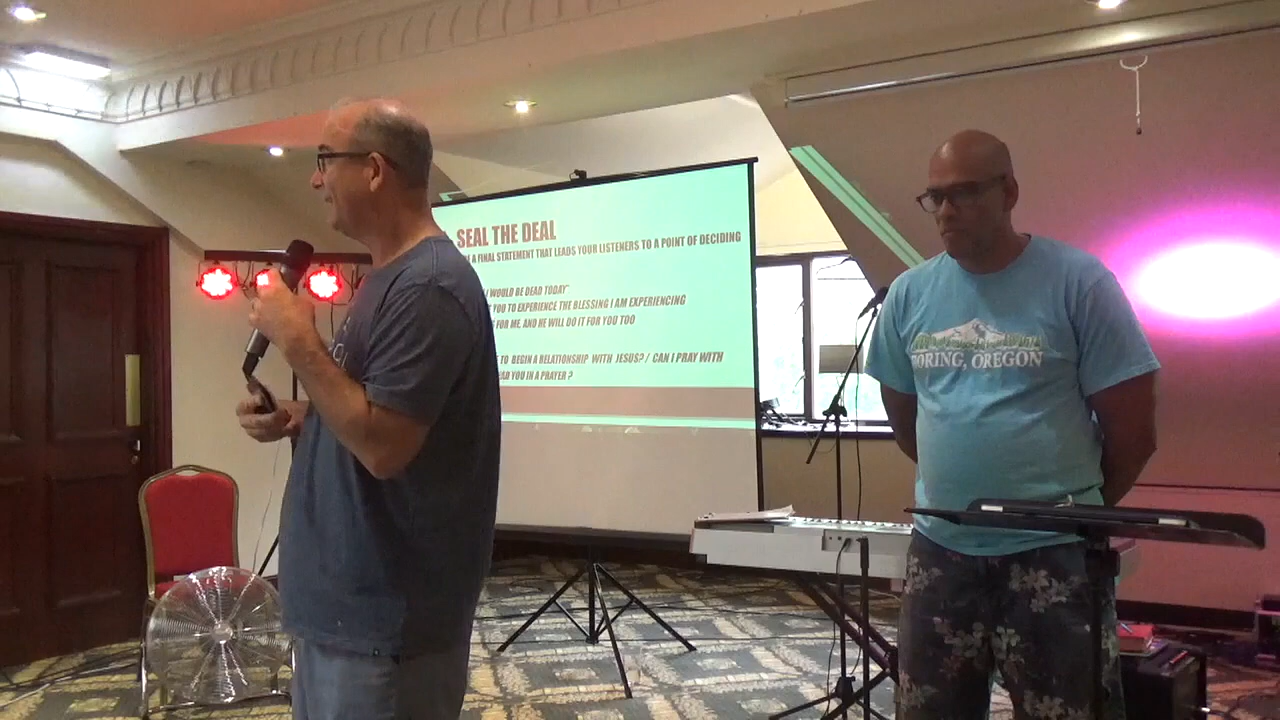 SEAL THE DEAL
A FINAL STATEMENT THAT LEADS YOUR LISTENERS TO A POINT OF DECIDING
I WOULD BE DEAD TODAY"
YOU TO EXPERIENCE THE BLESSING I AM EXPERIENCING
FOR ME, AND HE WILL DO IT FOR YOU TOO
TO BEGIN A RELATIONSHIP WITH JESUS? / CAN I PRAY WITH
YOU IN A PRAYER ?
BORING, OREGON